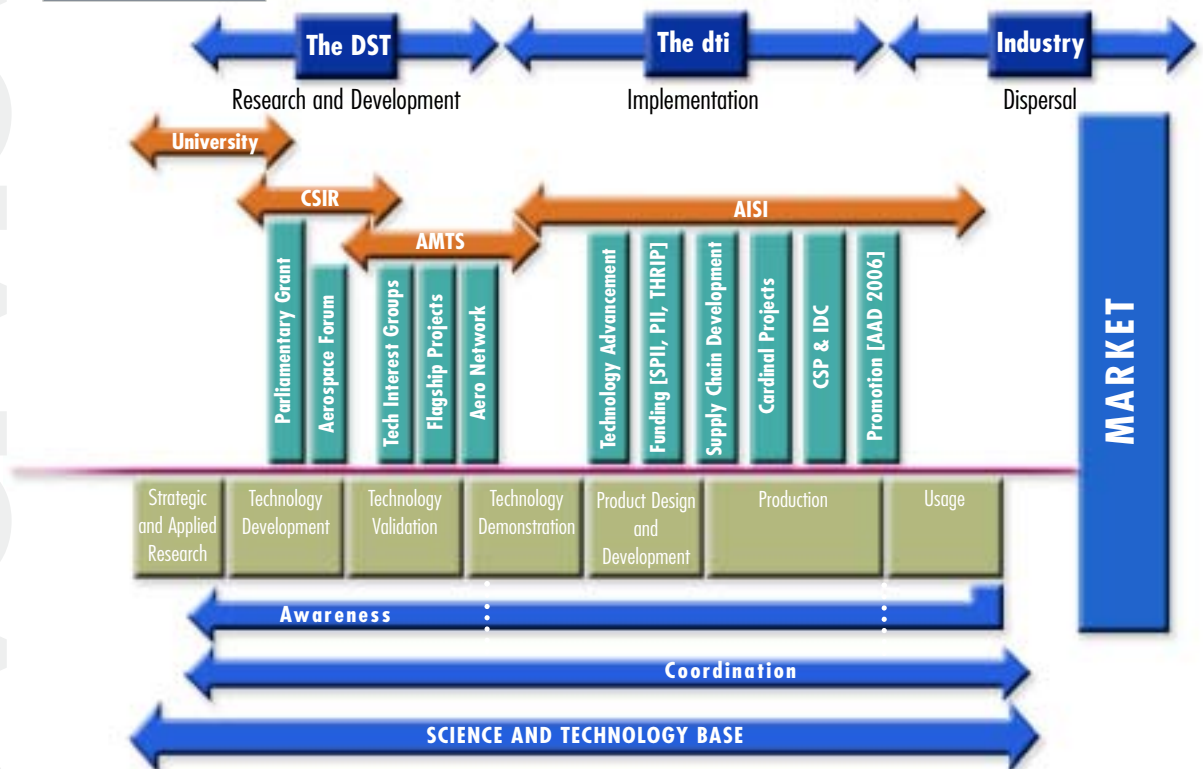 The DST
The dti
Industry
Research and Development
Implementation
Dispersal
University
CSIR
AISI
AMTS
Parliamentary Grant
Aerospace Forum
Tech Interest Groups
Flagship Projects
Aero Network
Technology Advancement
Funding [SPII, PII, THRIP]
Supply Chain Development
Cardinal Projects
CSP & IDC
Promotion [AAD 2006]
MARKET
Strategic
and Applied
Research
Technology
Development
Technology
Validation
Technology
Demonstration
Product Design
and
Development
Production
Usage
Awareness
Coordination
SCIENCE AND TECHNOLOGY BASE